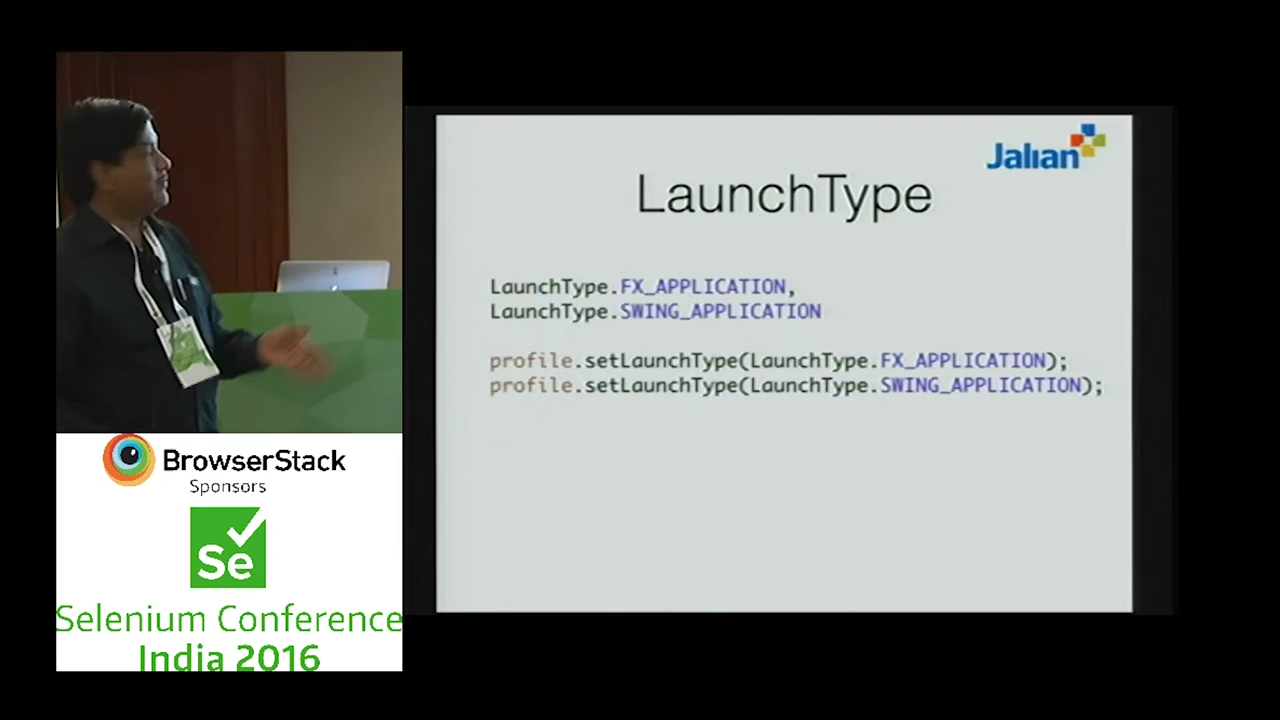 Jalian
LaunchType
LaunchType.FX_APPLICATION,
LaunchType.SWING_APPLICATION
profile.setLaunchType(LaunchType.FX_APPLICATION);
profile.setLaunchType(LaunchType.SWING_APPLICATION);
BrowserStack
Sponsors
Se
Selenium Conference
India 2016